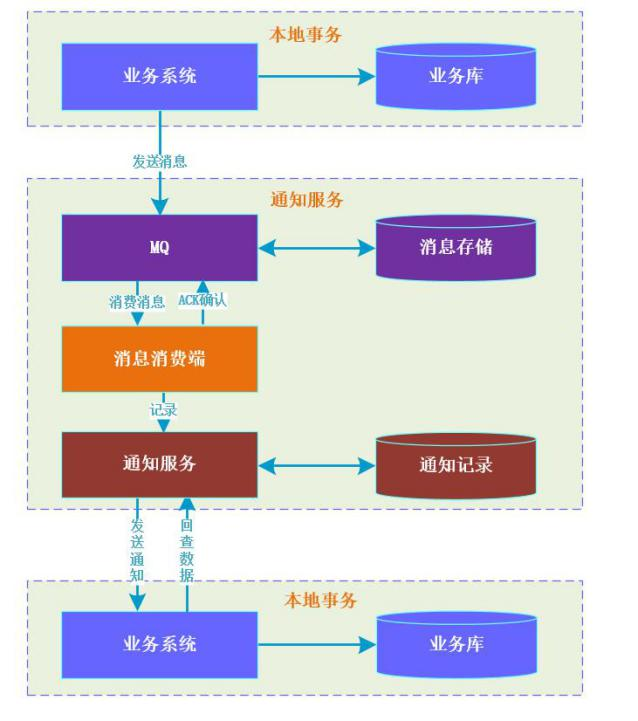 本地事务
业务系统
业务库
发送消息
通知服务
MQ
消息存储
消费消息
ACK确认
消息消费端
记录
通知服务
通知记录
发送通知
回查数据
本地事务
业务系统
业务库